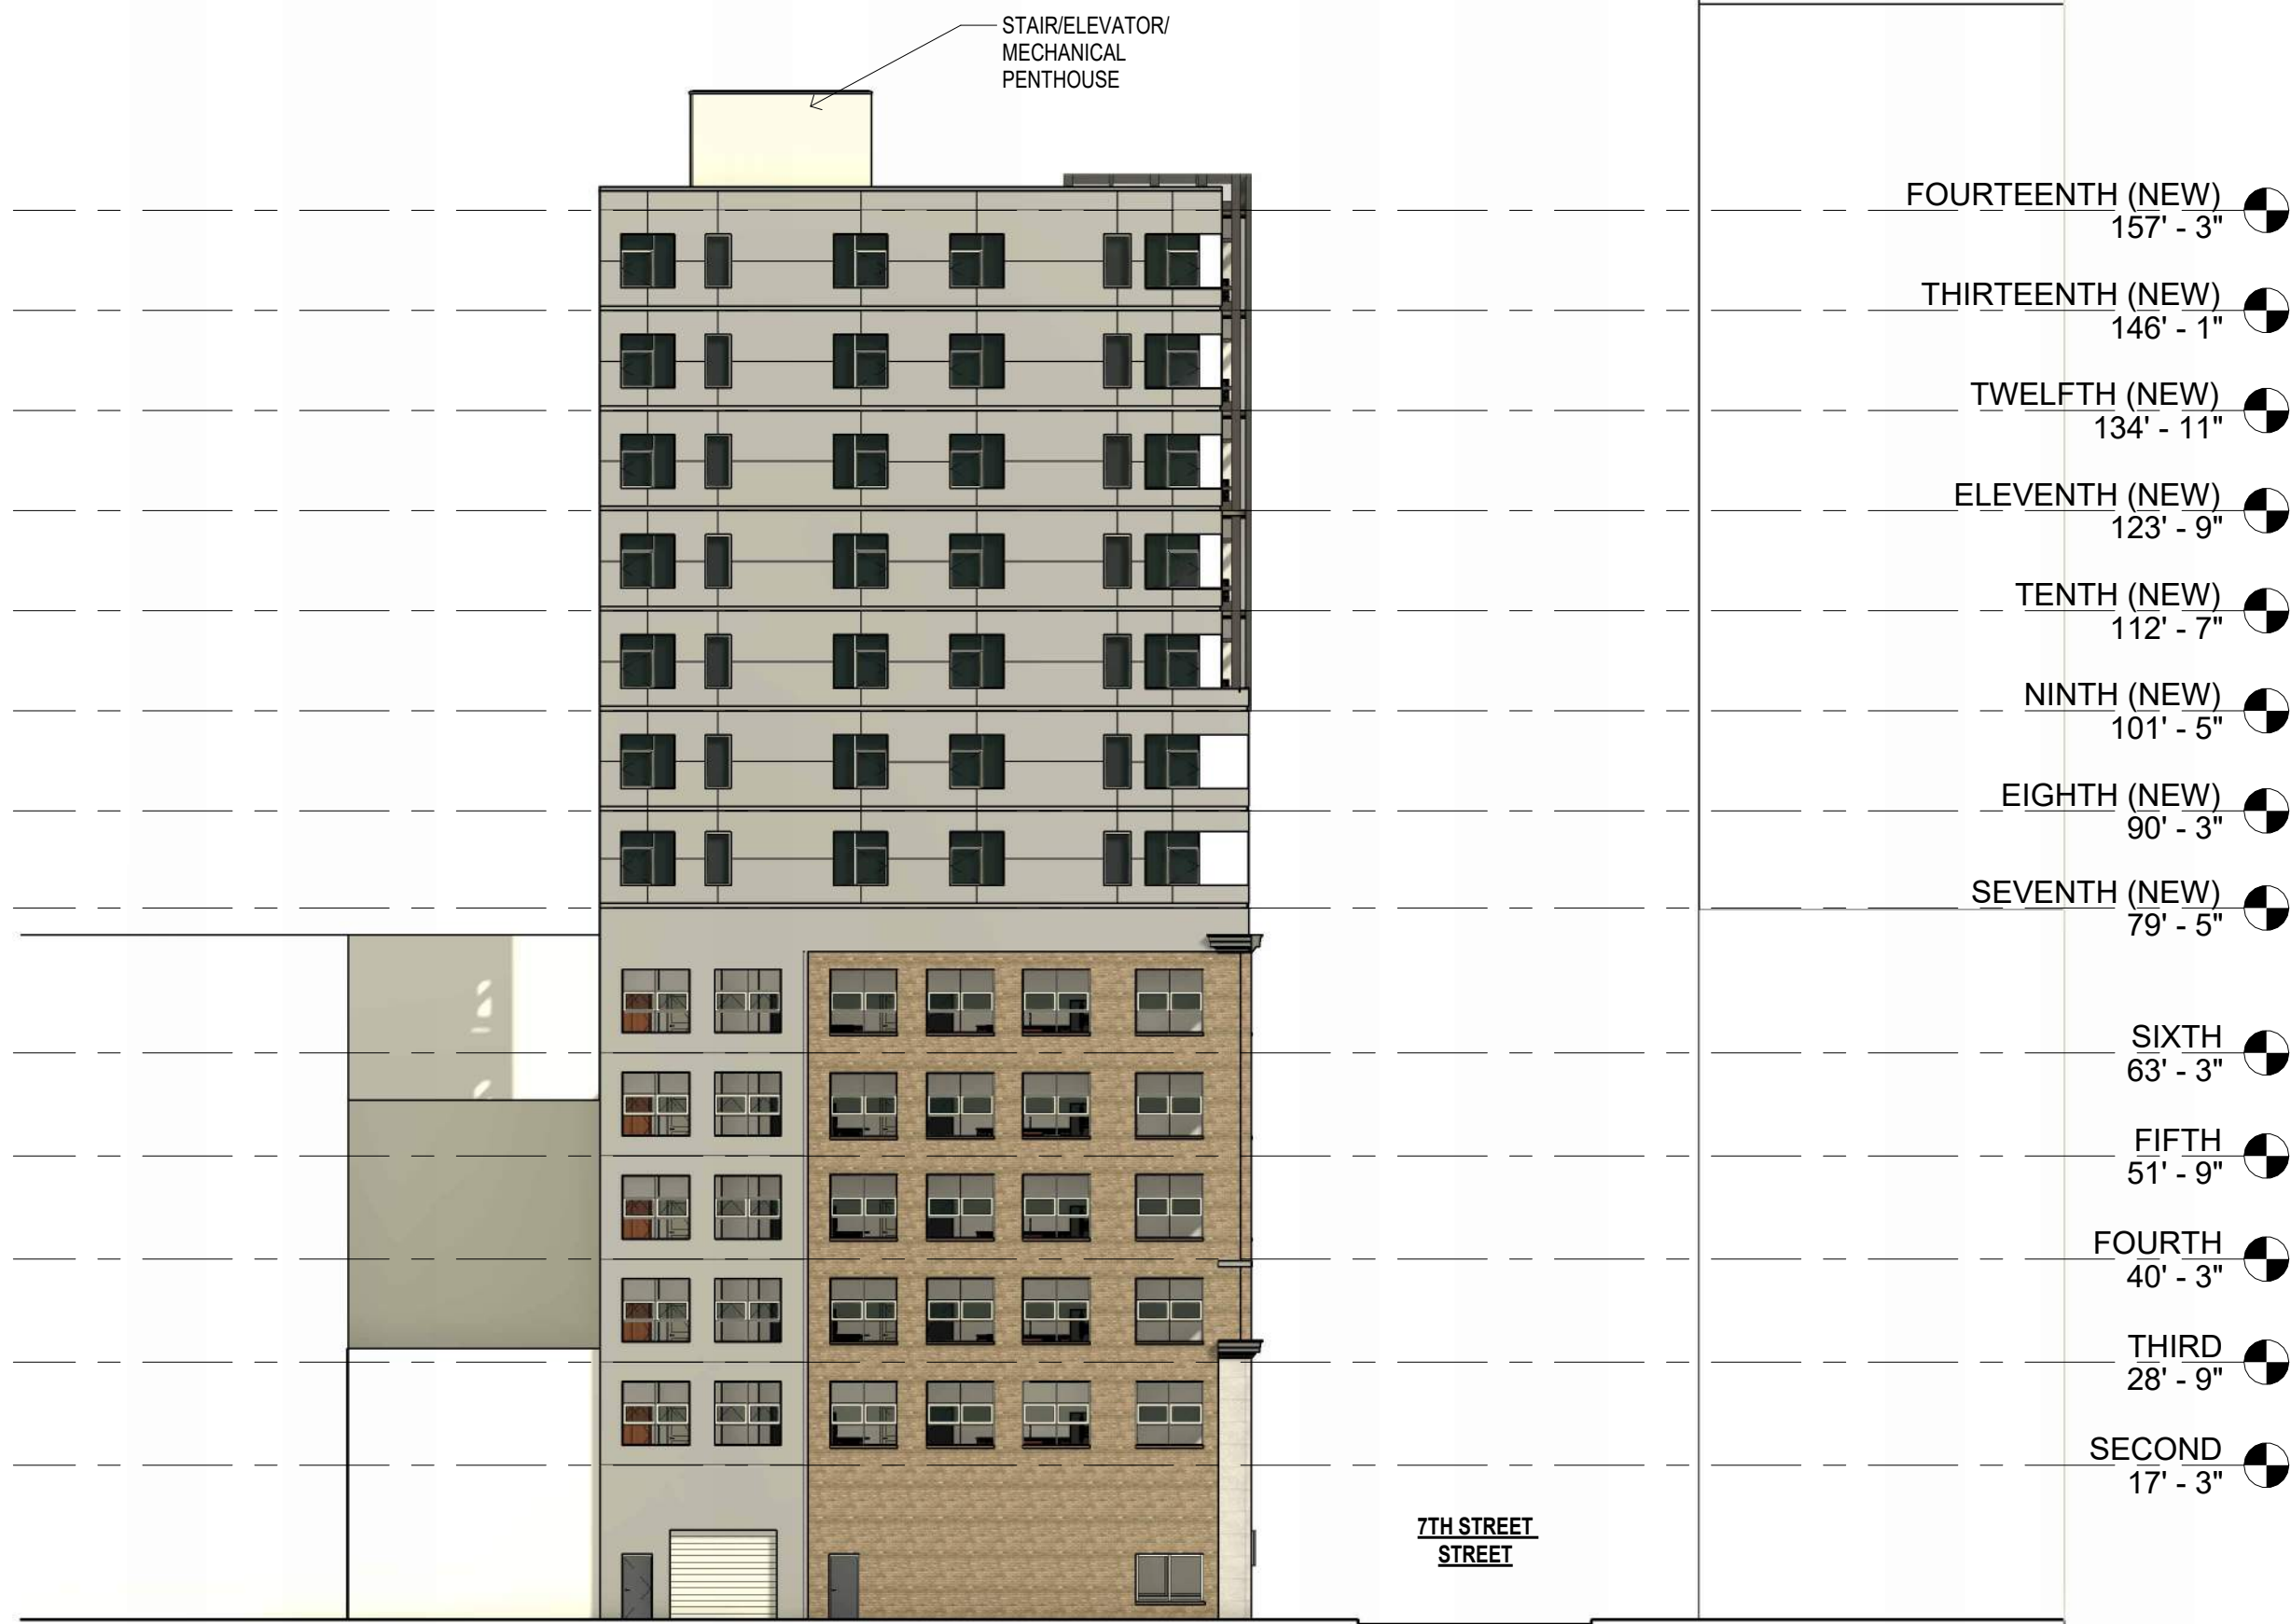 STAIR/ELEVATOR/
MECHANICAL
PENTHOUSE
FOURTEENTH (NEW)
157' - 3"
THIRTEENTH (NEW)
146' - 1"
TWELFTH (NEW)
134' - 11"
ELEVENTH (NEW)
123' - 9"
TENTH (NEW)
112' - 7"
NINTH (NEW)
101' - 5"
EIGHTH (NEW)
90' - 3"
SEVENTH (NEW)
79' - 5"
SIXTH
63' - 3"
FIFTH
51' - 9"
FOURTH
40' - 3"
THIRD
28' - 9"
SECOND
17' - 3"
7TH STREET
STREET